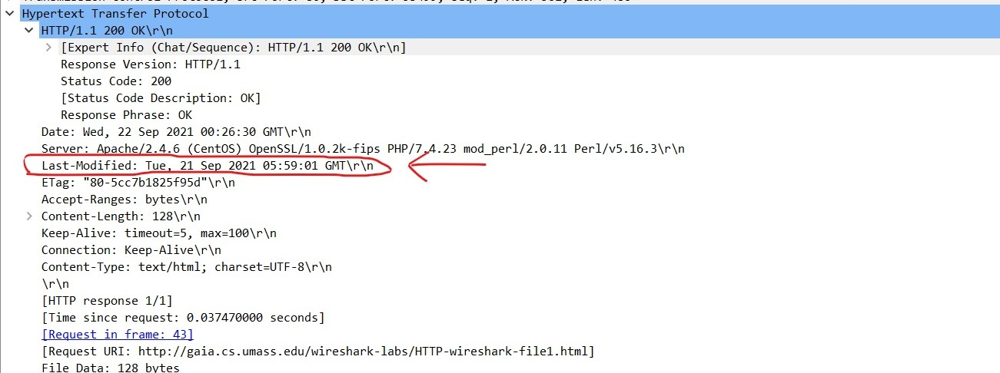 Hypertext Transfer Protocol
HTTP/1.1 200 OK\r\n
[Expert Info (Chat/Sequence): HTTP/1.1 200 OK\r\n]
Response Version: HTTP/1.1
Status Code: 200
[Status Code Description: OK]
Response Phrase: OK
Date: Wed, 22 Sep 2021 00:26:30 GMT\r\n
Server: Apache/2.4.6 (CentOS) OpenSSL/1.0.2k-fips PHP/7.4.23 mod_perl/2.0.11 Perl/v5.16.3\r\n
Last-Modified: Tue, 21 Sep 2021 05:59:01 GMT\r\n
ETag: "80-5cc7b1825f95d"\r\n
Accept-Ranges: bytes\r\n
Content-Length: 128\r\n
Keep-Alive: timeout=5, max=100\r\n
Connection: Keep-Alive\r\n
Content-Type: text/html; charset=UTF-8\r\n
\r\n
[HTTP response 1/1]
[Time since request: 0.037470000 seconds]
[Request in frame: 43]
[Request URI: http://gaia.cs.umass.edu/wireshark-labs/HTTP-wireshark-file1.html]
File Data: 128 bytes